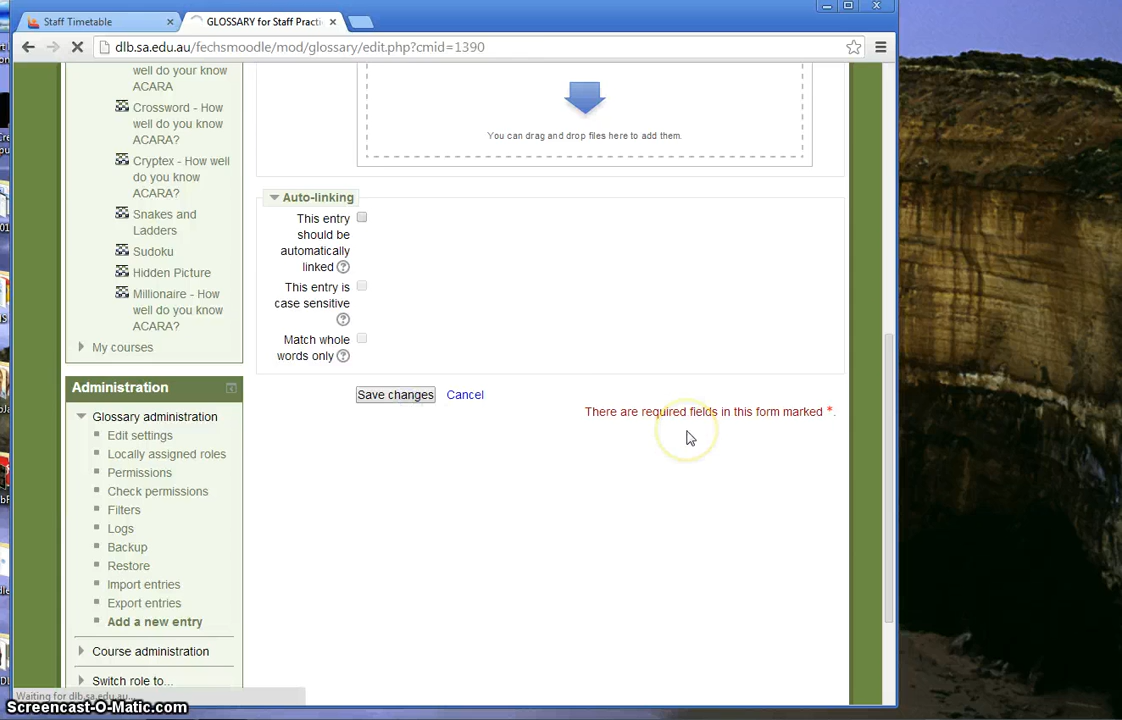 Staff Timetable
GLOSSARY for Staff Practi
dlb.sa.edu.au/fechsmoodle/mod/glossary/edit.php?cmid=1390
well do your know
ACARA
Crossword - How
well do you know
ACARA?
Cryptex - How well
do you know
ACARA?
Snakes and
Ladders
Sudoku
Hidden Picture
Millionaire - How
well do you know
ACARA?
My courses
Administration
Glossary administration
Edit settings
Locally assigned roles
Permissions
Check permissions
Filters
Logs
Backup
Restore
Import entries
Export entries
Add a new entry
Course administration
Switch role to...
You can drag and drop files here to add them.
Auto-linking
This entry
should be
automatically
linked
This entry is
case sensitive
Match whole
words only
Save changes Cancel
There are required fields in this form marked *.
Waiting for dlb.sa.edu.au...
Screencast-O-Matic.com